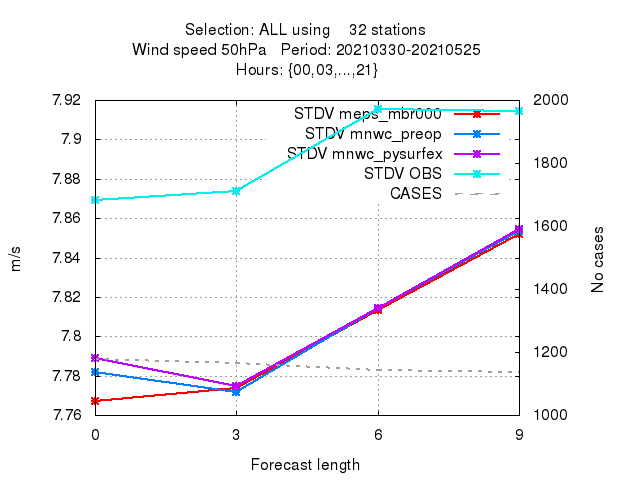 Selection: ALL using    32 stations
Wind speed 50hPa   Period: 20210330-20210525
Hours: {00,03,...,21}
7.92
7.9
7.88
7.86
7.84
7.82
7.8
7.78
7.76
m/s
STDV meps_mbr000
STDV mnwc_preop
STDV mnwc_pysurfex
STDV OBS
CASES
2000
1800
1600
1400
1200
1000
No cases
0 3 6 9
Forecast length